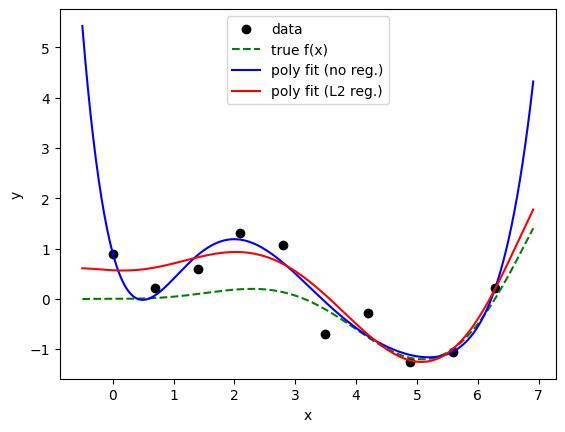 data
true f(x)
poly fit (no reg.)
poly fit (L2 reg.)
5
4
3
2
1
0
−1
y
0 1 2 3 4 5 6 7
x